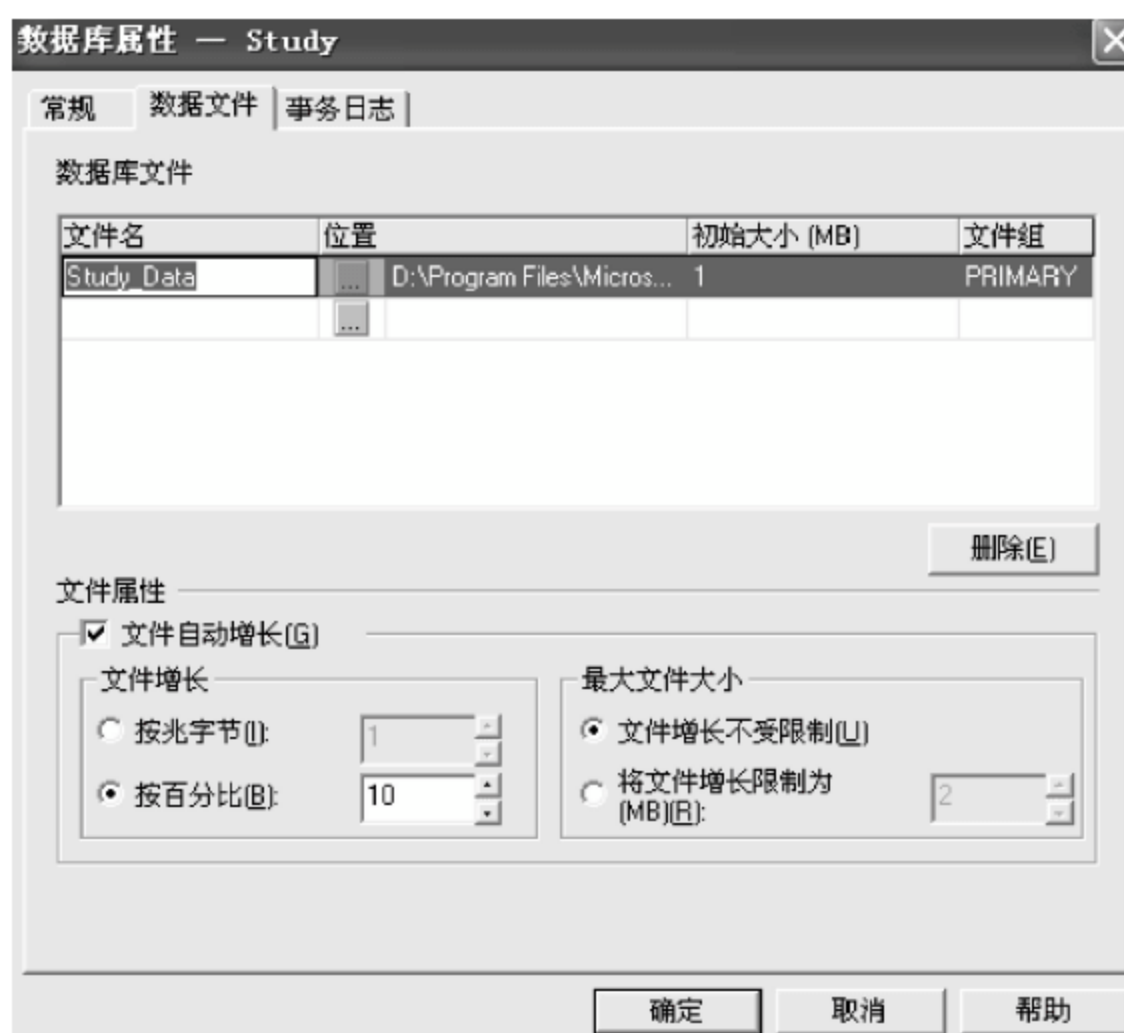 数据库属性 — Study
常规 数据文件 事务日志
数据库文件
文件名 位置 初始大小 (MB) 文件组
Study_Data ... D:\Program Files\Micros... 1 PRIMARY
...
删除(E)
文件属性
文件自动增长(G)
文件增长
按兆字节(I): 1
按百分比(B): 10
最大文件大小
文件增长不受限制(U)
将文件增长限制为
(MB)(R): 2
确定 取消 帮助